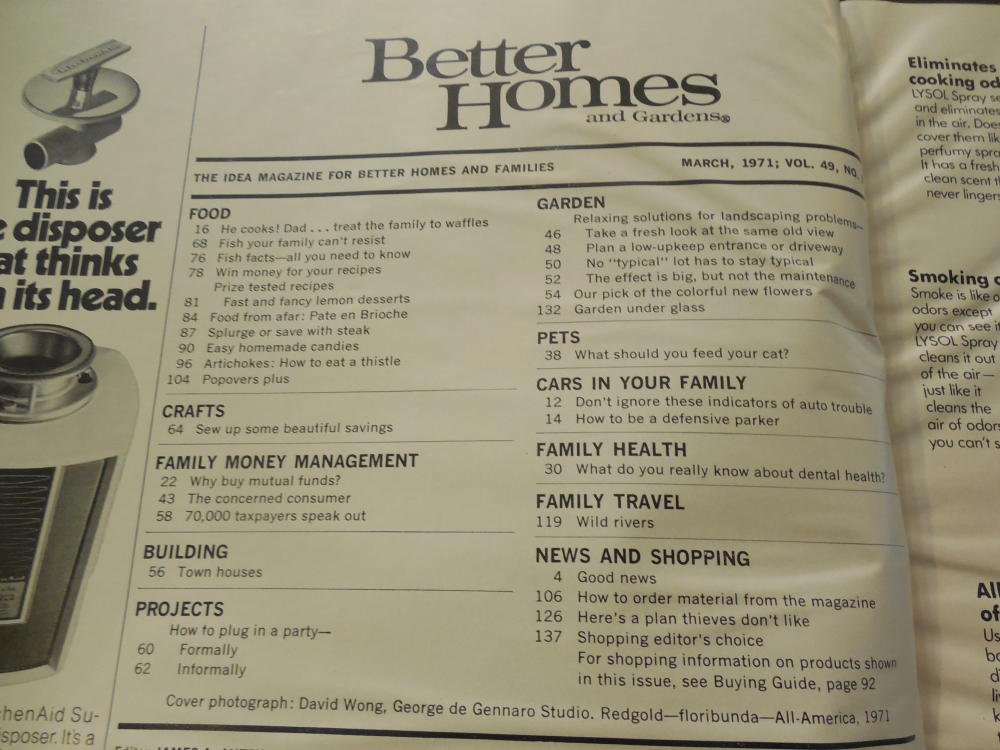 KitchenAid
This is
disposer
at thinks
its head.
henAid Su-
sposer. It's a
Better
Homes
and Gardens®
THE IDEA MAGAZINE FOR BETTER HOMES AND FAMILIES
MARCH, 1971; VOL. 49, NO.
FOOD
16 He cooks! Dad . . . treat the family to waffles
68 Fish your family can't resist
76 Fish facts—all you need to know
78 Win money for your recipes
Prize tested recipes
81 Fast and fancy lemon desserts
84 Food from afar: Pate en Brioche
87 Splurge or save with steak
90 Easy homemade candies
96 Artichokes: How to eat a thistle
104 Popovers plus
CRAFTS
64 Sew up some beautiful savings
FAMILY MONEY MANAGEMENT
22 Why buy mutual funds?
43 The concerned consumer
58 70,000 taxpayers speak out
BUILDING
56 Town houses
PROJECTS
How to plug in a party—
60 Formally
62 Informally
GARDEN
Relaxing solutions for landscaping problems—
46 Take a fresh look at the same old view
48 Plan a low-upkeep entrance or driveway
50 No "typical" lot has to stay typical
52 The effect is big, but not the maintenance
54 Our pick of the colorful new flowers
132 Garden under glass
PETS
38 What should you feed your cat?
CARS IN YOUR FAMILY
12 Don't ignore these indicators of auto trouble
14 How to be a defensive parker
FAMILY HEALTH
30 What do you really know about dental health?
FAMILY TRAVEL
119 Wild rivers
NEWS AND SHOPPING
4 Good news
106 How to order material from the magazine
126 Here's a plan thieves don't like
137 Shopping editor's choice
For shopping information on products shown
in this issue, see Buying Guide, page 92
Cover photograph: David Wong, George de Gennaro Studio. Redgold—floribunda—All-America, 1971
Eliminates
cooking od
LYSOL Spray se
and eliminates
in the air. Doe
cover them lik
perfumy spra
It has a fresh
clean scent th
never linger
Smoking o
Smoke is like o
odors except
you can see it
LYSOL Spray
cleans it out
of the air—
just like it
cleans the
air of odors
you can't s
All
of
Us